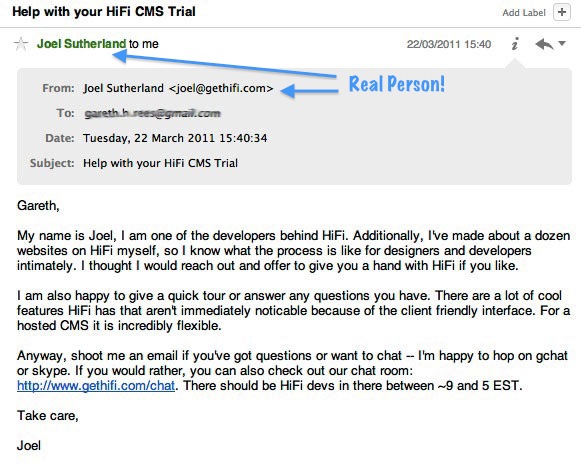 Help with your HiFi CMS Trial
Add Label
Joel Sutherland to me
22/03/2011 15:40
Real Person!
From: Joel Sutherland <joel@gethifi.com>
To: gareth.h.rees@gmail.com
Date: Tuesday, 22 March 2011 15:40:34
Subject: Help with your HiFi CMS Trial
Gareth,
My name is Joel, I am one of the developers behind HiFi. Additionally, I've made about a dozen
websites on HiFi myself, so I know what the process is like for designers and developers
intimately. I thought I would reach out and offer to give you a hand with HiFi if you like.
I am also happy to give a quick tour or answer any questions you have. There are a lot of cool
features HiFi has that aren't immediately noticable because of the client friendly interface. For a
hosted CMS it is incredibly flexible.
Anyway, shoot me an email if you've got questions or want to chat -- I'm happy to hop on gchat
or skype. If you would rather, you can also check out our chat room:
http://www.gethifi.com/chat. There should be HiFi devs in there between ~9 and 5 EST.
Take care,
Joel